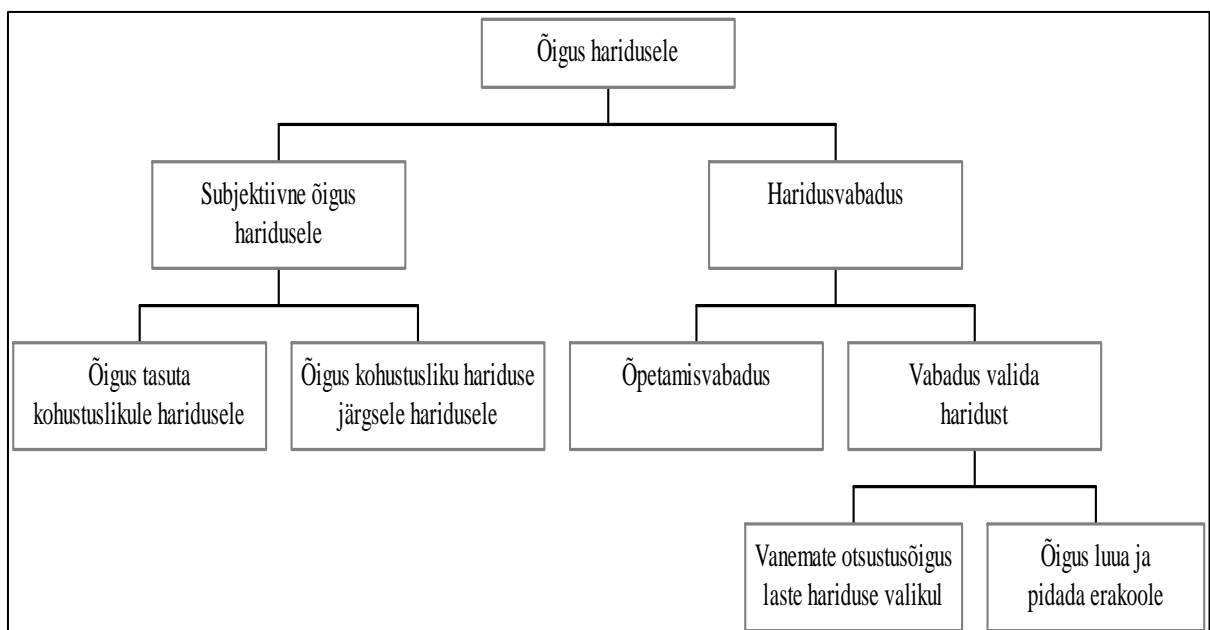 Õigus haridusele
Subjektiivne õigus
haridusele
Haridusvabadus
Õigus tasuta
kohustuslikule haridusele
Õigus kohustusliku hariduse
järgsele haridusele
Õpetamisvabadus
Vabadus valida
haridust
Vanemate otsustusõigus
laste hariduse valikul
Õigus luua ja
pidada erakoole